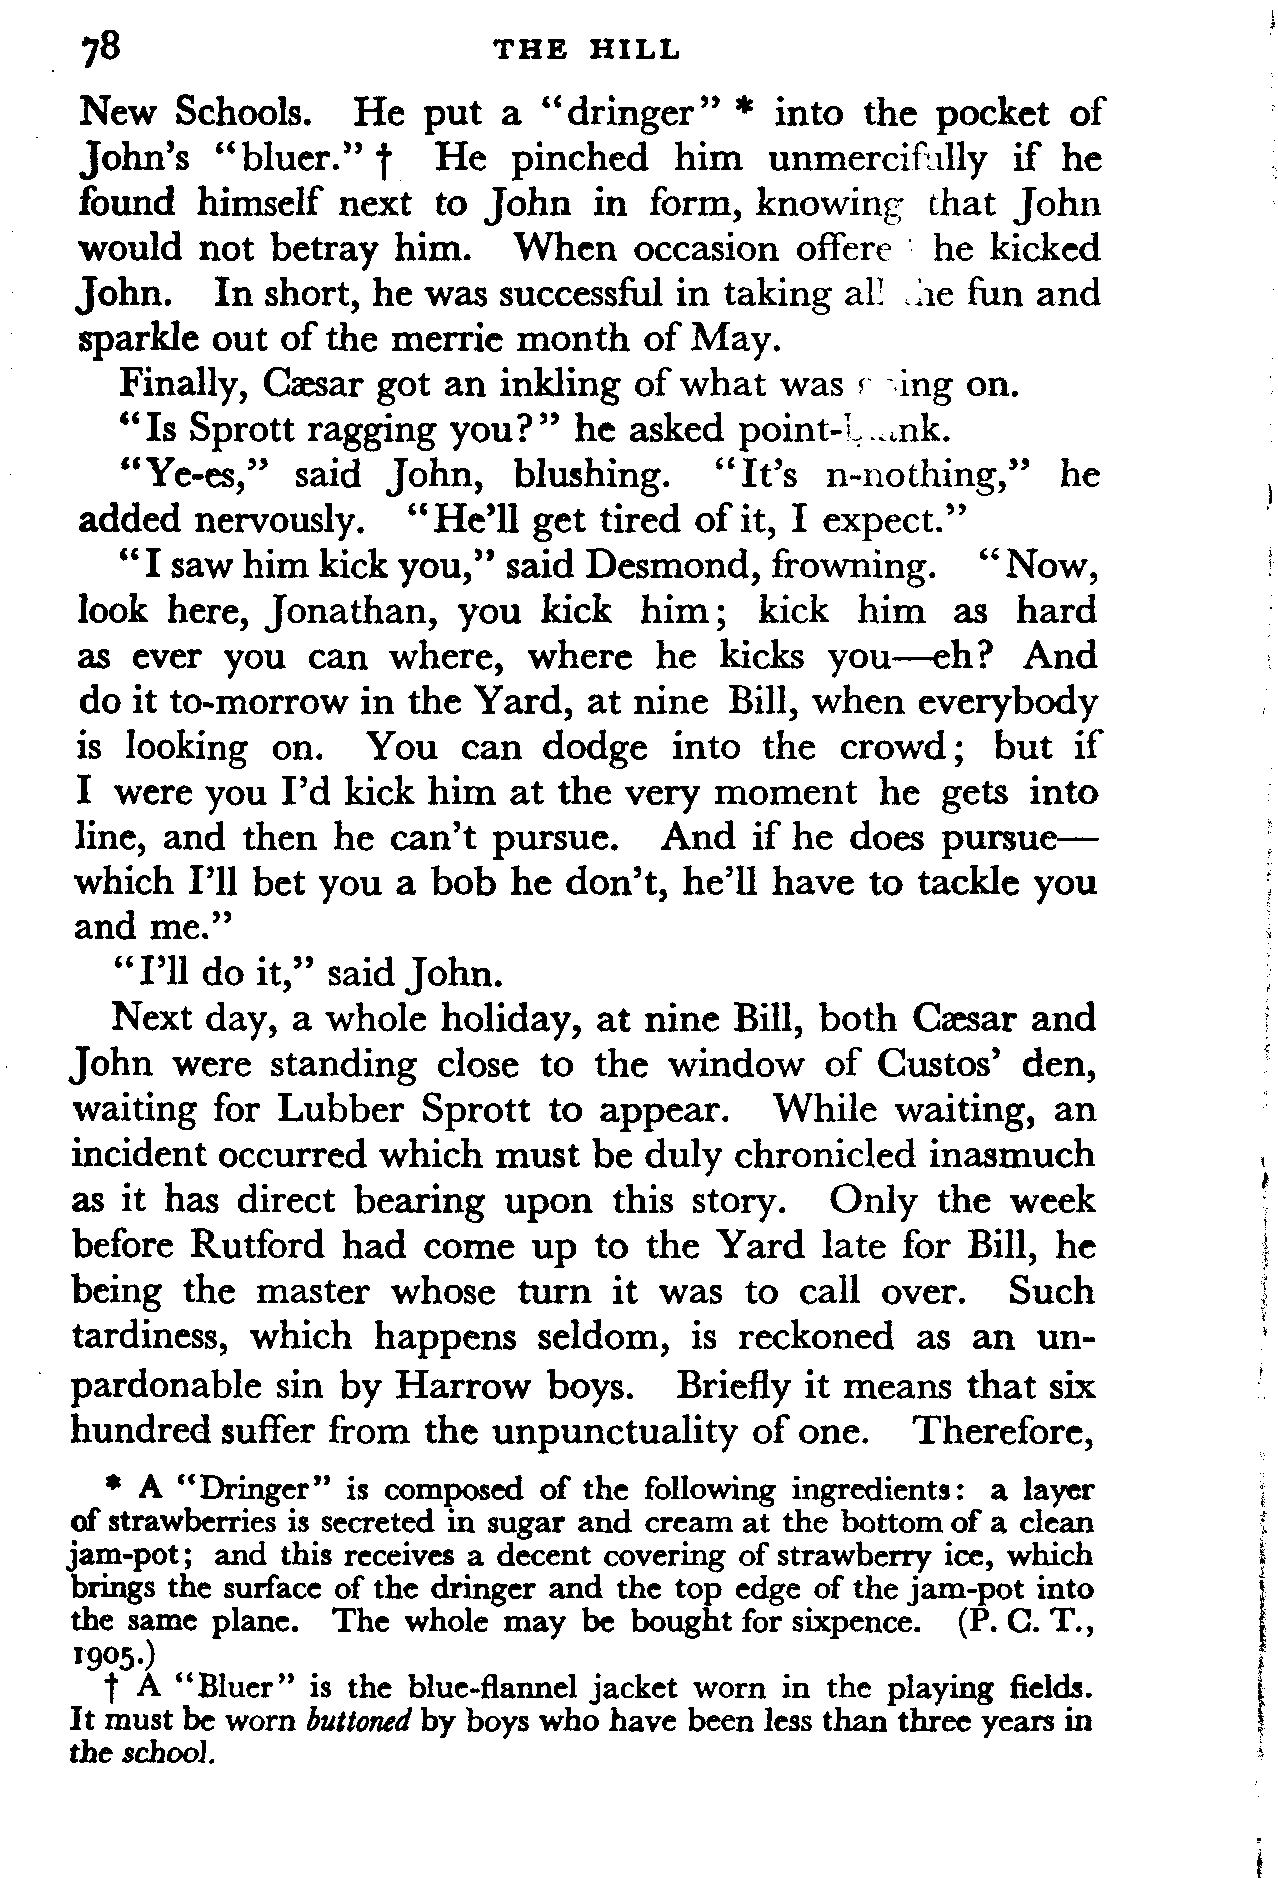 78 THE HILL
New Schools. He put a “dringer” * into the pocket of
John’s “bluer.” † He pinched him unmercifully if he
found himself next to John in form, knowing that John
would not betray him. When occasion offere he kicked
John. In short, he was successful in taking all the fun and
sparkle out of the merrie month of May.
Finally, Cæsar got an inkling of what was going on.
“Is Sprott ragging you?” he asked point-blank.
“Ye-es,” said John, blushing. “It’s n-nothing,” he
added nervously. “He’ll get tired of it, I expect.”
“I saw him kick you,” said Desmond, frowning. “Now,
look here, Jonathan, you kick him; kick him as hard
as ever you can where, where he kicks you—eh? And
do it to-morrow in the Yard, at nine Bill, when everybody
is looking on. You can dodge into the crowd; but if
I were you I’d kick him at the very moment he gets into
line, and then he can’t pursue. And if he does pursue—
which I’ll bet you a bob he don’t, he’ll have to tackle you
and me.”
“I’ll do it,” said John.
Next day, a whole holiday, at nine Bill, both Cæsar and
John were standing close to the window of Custos’ den,
waiting for Lubber Sprott to appear. While waiting, an
incident occurred which must be duly chronicled inasmuch
as it has direct bearing upon this story. Only the week
before Rutford had come up to the Yard late for Bill, he
being the master whose turn it was to call over. Such
tardiness, which happens seldom, is reckoned as an un-
pardonable sin by Harrow boys. Briefly it means that six
hundred suffer from the unpunctuality of one. Therefore,
* A “Dringer” is composed of the following ingredients: a layer
of strawberries is secreted in sugar and cream at the bottom of a clean
jam-pot; and this receives a decent covering of strawberry ice, which
brings the surface of the dringer and the top edge of the jam-pot into
the same plane. The whole may be bought for sixpence. (P. C. T.,
1905.)
† A “Bluer” is the blue-flannel jacket worn in the playing fields.
It must be worn buttoned by boys who have been less than three years in
the school.